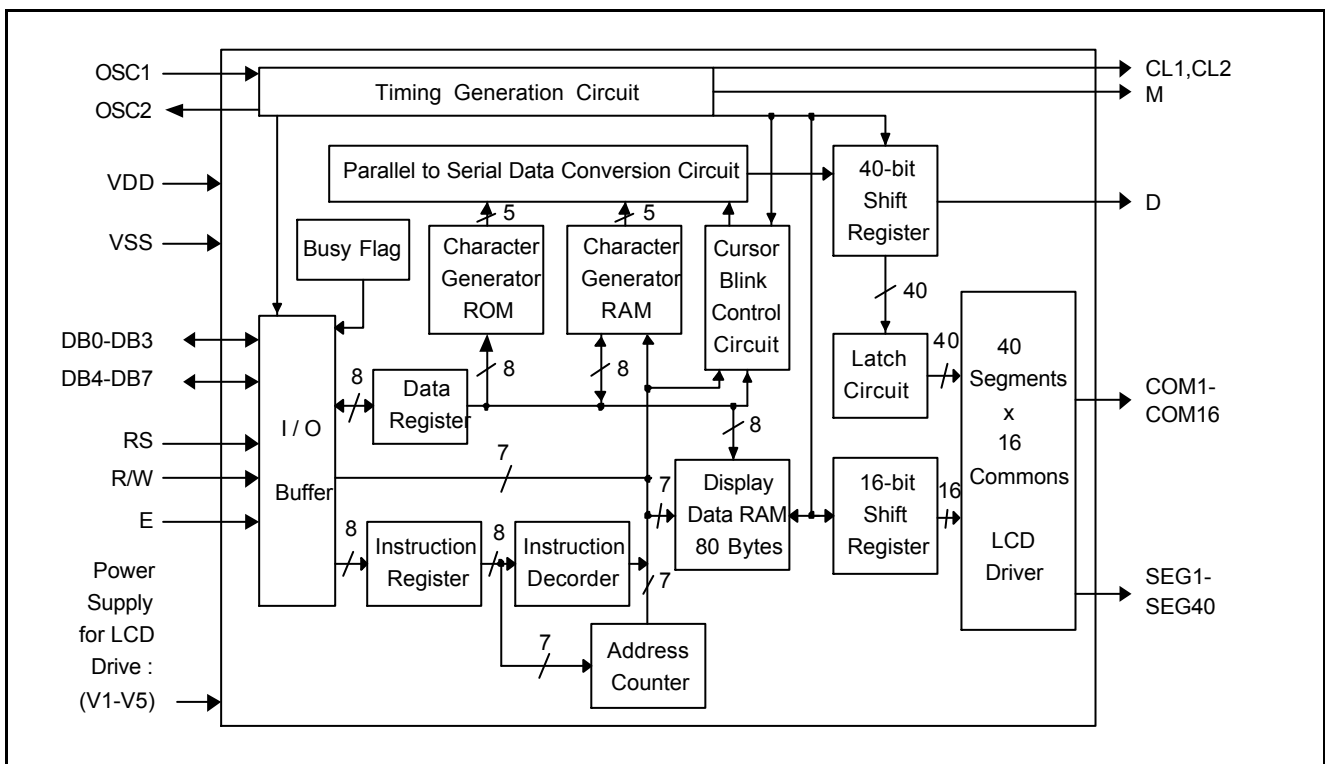 OSC1
OSC2
VDD
VSS
DB0-DB3
DB4-DB7
RS
R/W
E
Power
Supply
for LCD
Drive :
(V1-V5)
Timing Generation Circuit
CL1,CL2
M
Parallel to Serial Data Conversion Circuit
40-bit
Shift
Register
D
5
5
Busy Flag
Character
Generator
ROM
Character
Generator
RAM
Cursor
Blink
Control
Circuit
40
8
8
8
Data
Register
8
I / O
Buffer
Latch
Circuit
40
40
Segments
x
16
Commons
LCD
Driver
COM1-
COM16
7
7
Display
Data RAM
80 Bytes
16-bit
Shift
Register
16
8
Instruction
Register
8
Instruction
Decorder
7
SEG1-
SEG40
7
Address
Counter